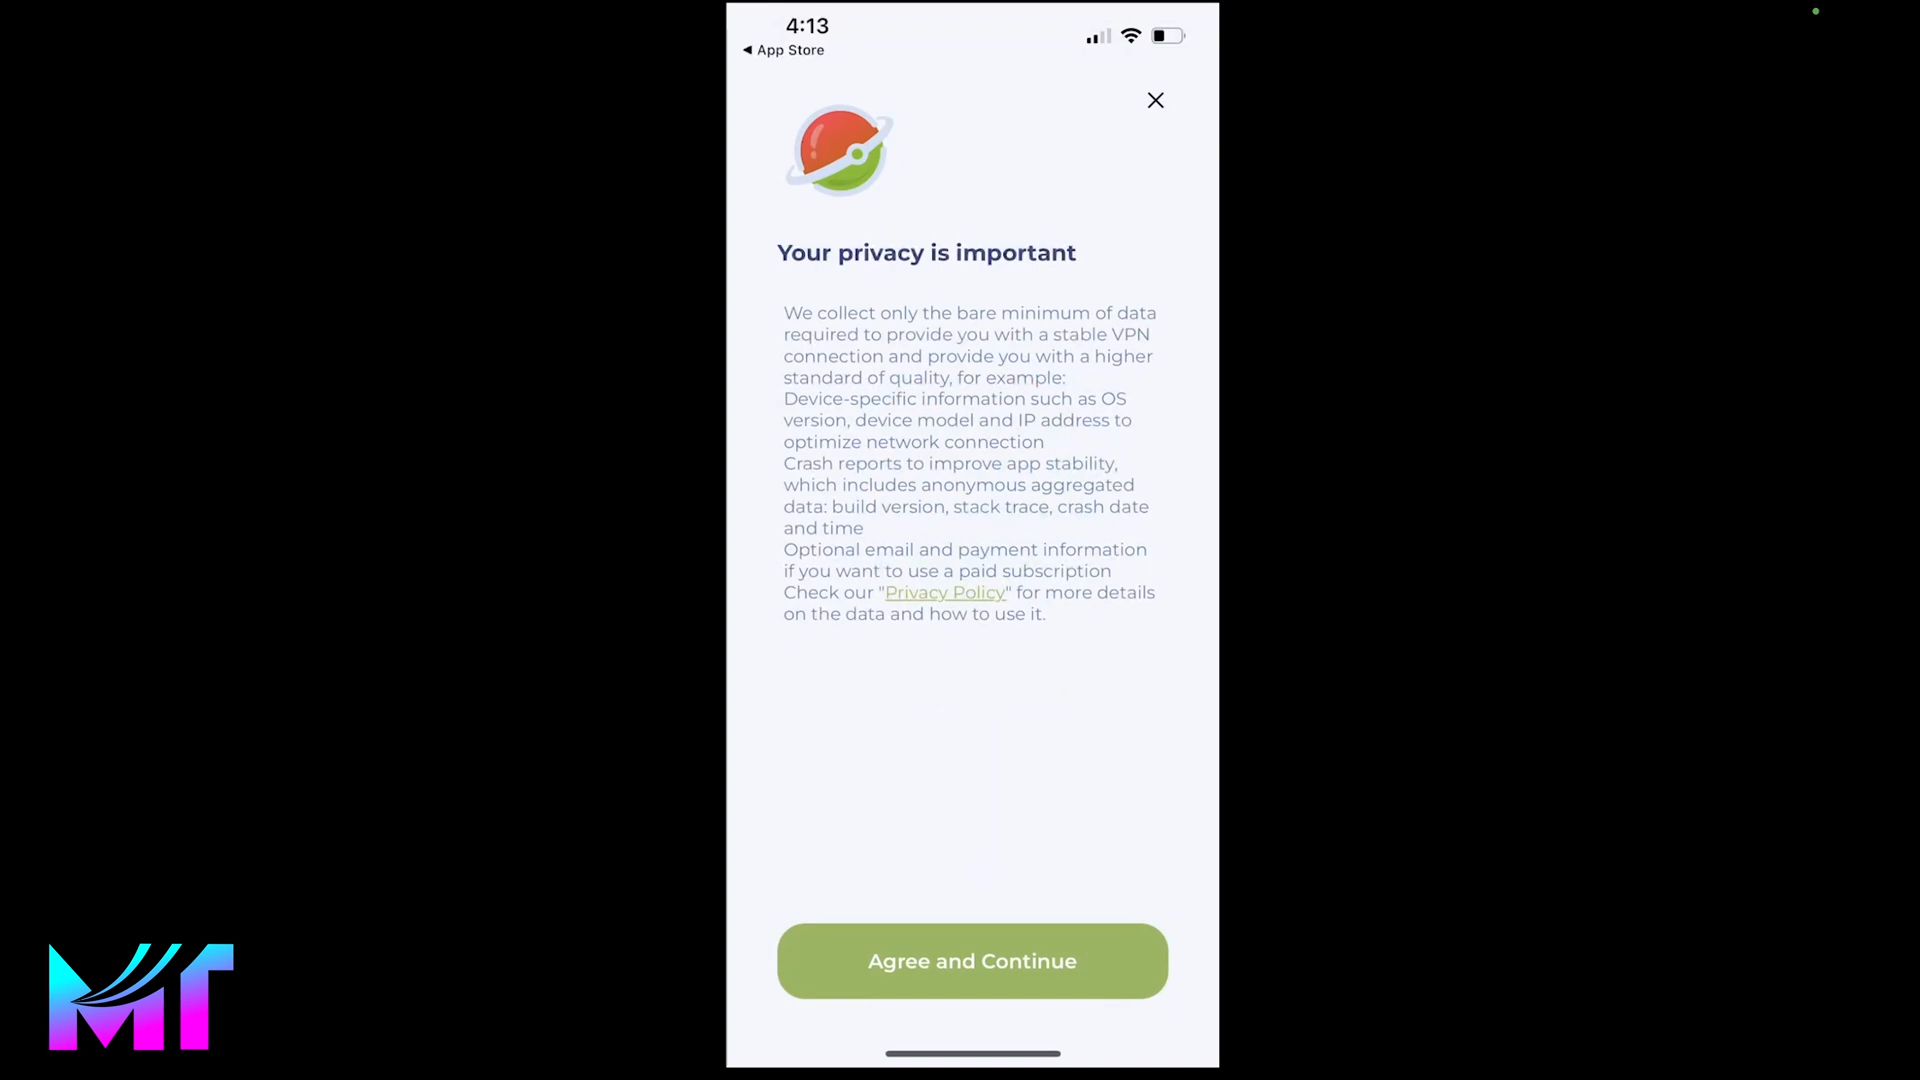 4:13
◀ App Store
Your privacy is important
We collect only the bare minimum of data
required to provide you with a stable VPN
connection and provide you with a higher
standard of quality, for example:
Device-specific information such as OS
version, device model and IP address to
optimize network connection
Crash reports to improve app stability,
which includes anonymous aggregated
data: build version, stack trace, crash date
and time
Optional email and payment information
if you want to use a paid subscription
Check our "Privacy Policy" for more details
on the data and how to use it.
Agree and Continue
MT